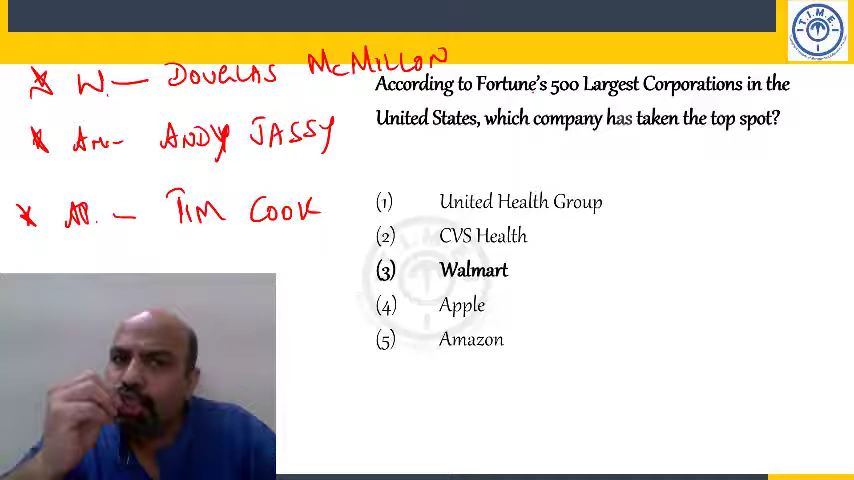 T.I.M.E.
W. — DOUGLAS MCMILLON
Am - ANDY JASSY
AP. — TIM COOK
According to Fortune's 500 Largest Corporations in the
United States, which company has taken the top spot?
(1) United Health Group
(2) CVS Health
(3) Walmart
(4) Apple
(5) Amazon